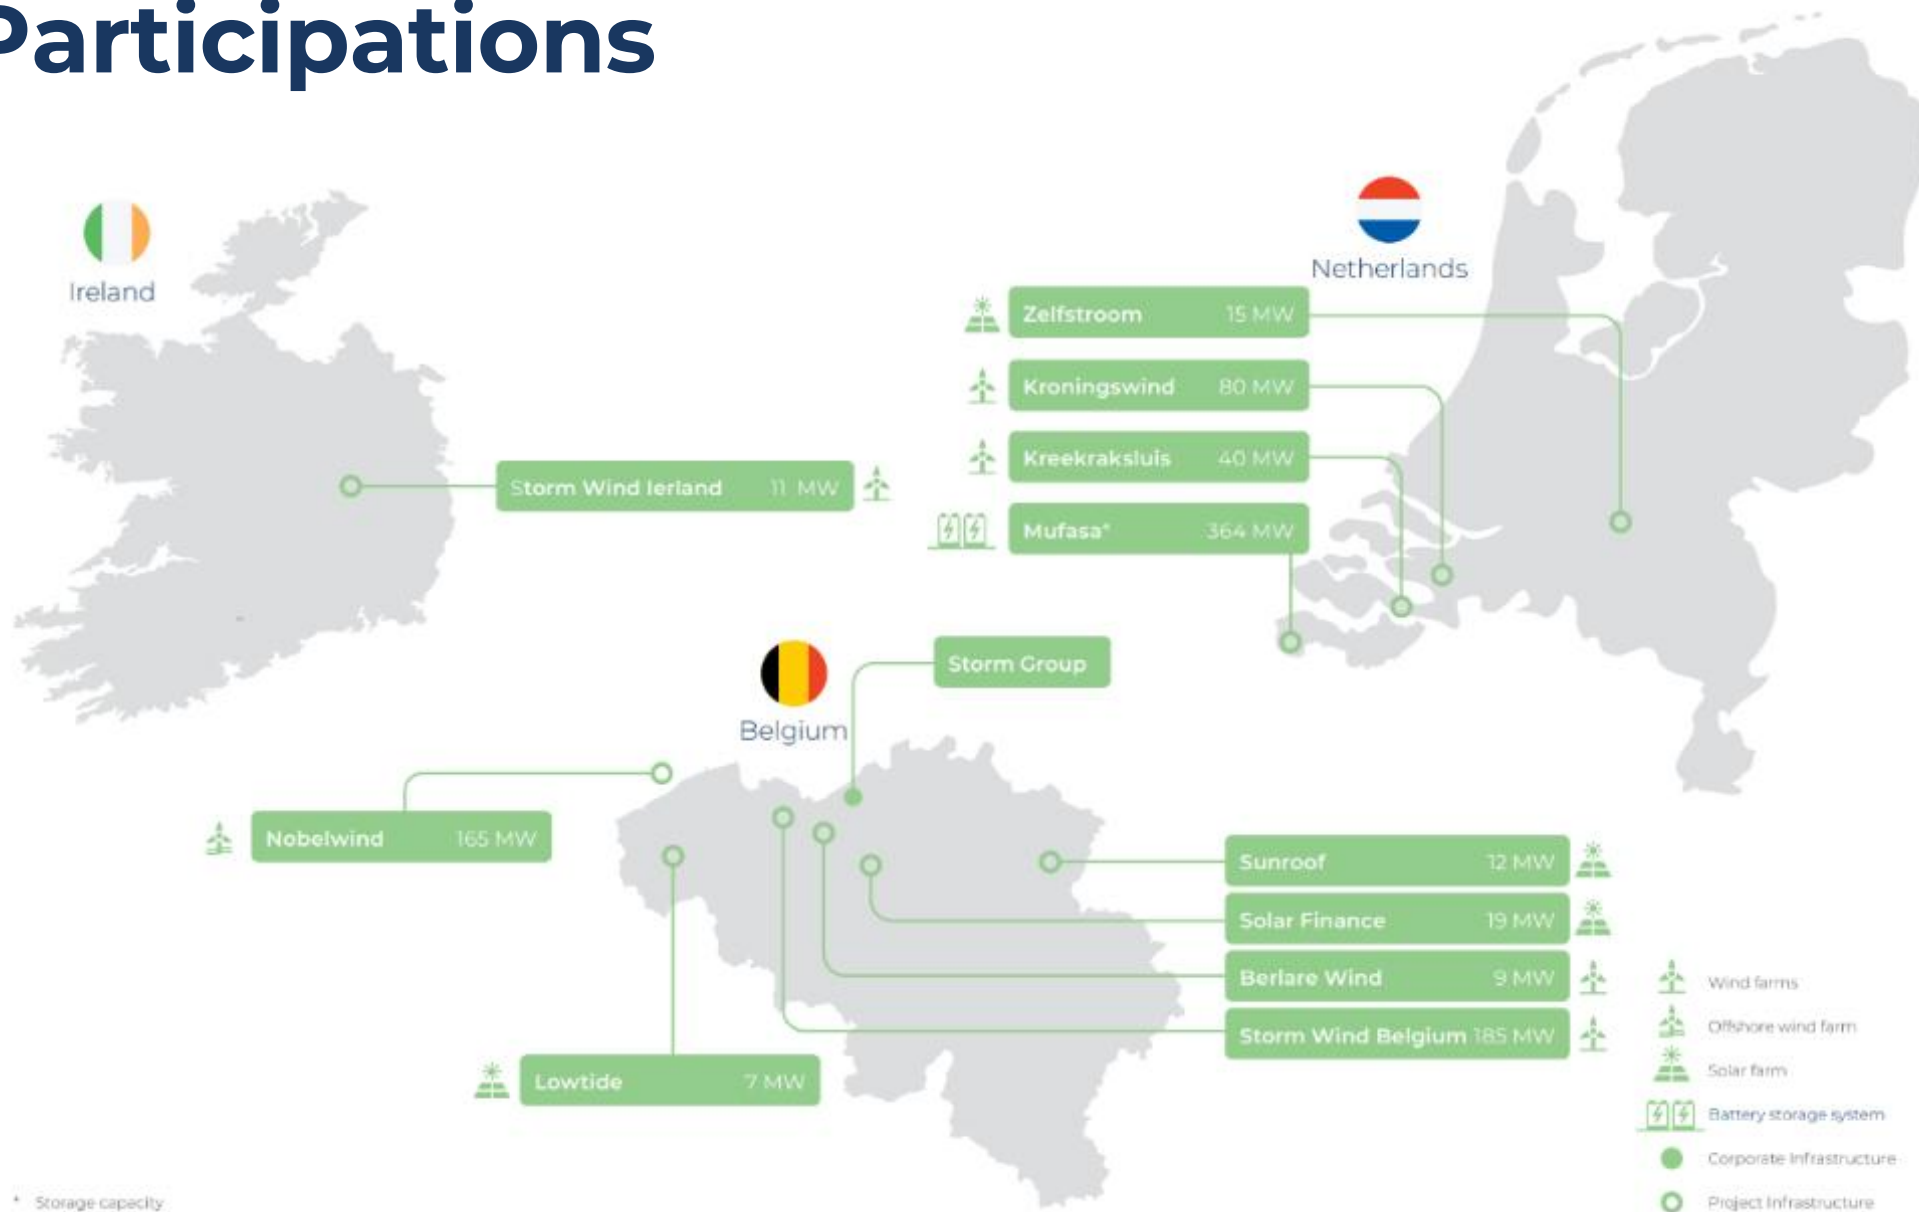 Participations
Ireland
Netherlands
Zelfstroom 15 MW
Kroningswind 80 MW
Kreekraksluis 40 MW
Mufasa* 364 MW
Storm Wind Ierland 11 MW
Storm Group
Belgium
Nobelwind 165 MW
Sunroof 12 MW
Solar Finance 19 MW
Berlare Wind 9 MW
Storm Wind Belgium 185 MW
Lowtide 7 MW
Wind farms
Offshore wind farm
Solar farm
Battery storage system
Corporate Infrastructure
Project Infrastructure
* Storage capacity